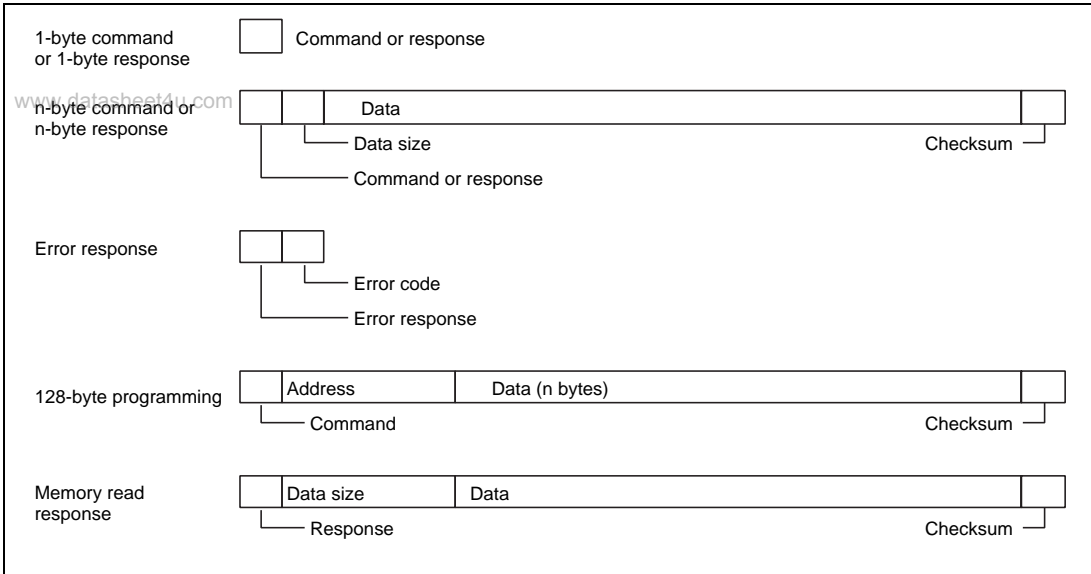 1-byte command
or 1-byte response
Command or response
www.datasheet4u.com
n-byte command or
n-byte response
Data
Data size
Checksum
Command or response
Error response
Error code
Error response
128-byte programming
Address
Data (n bytes)
Command
Checksum
Memory read
response
Data size
Data
Response
Checksum